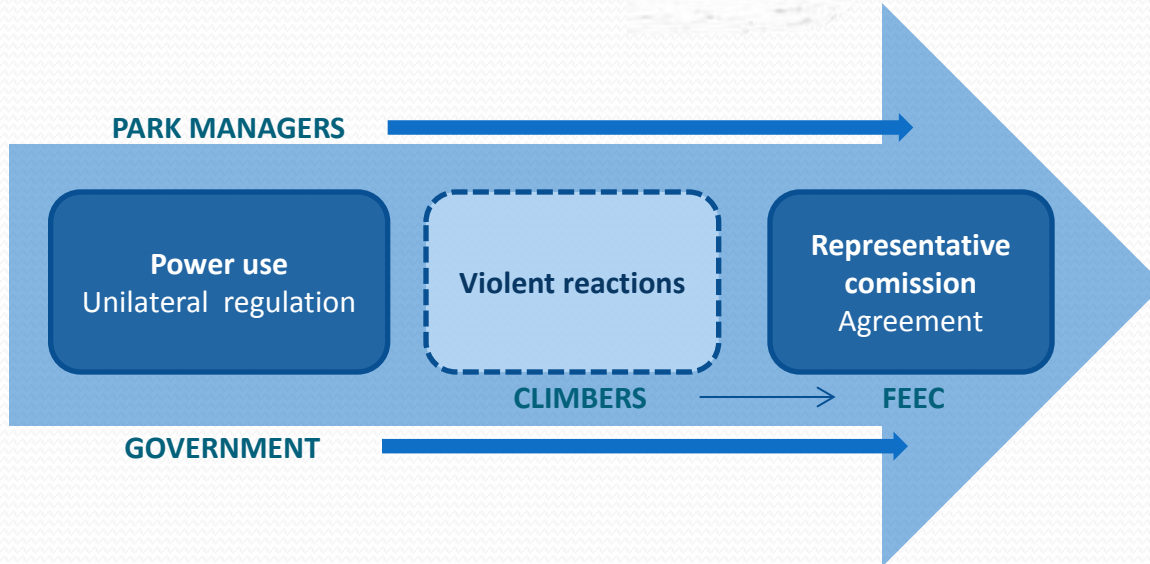 PARK MANAGERS
Power use
Unilateral regulation
Violent reactions
Representative
comission
Agreement
CLIMBERS
FEEC
GOVERNMENT